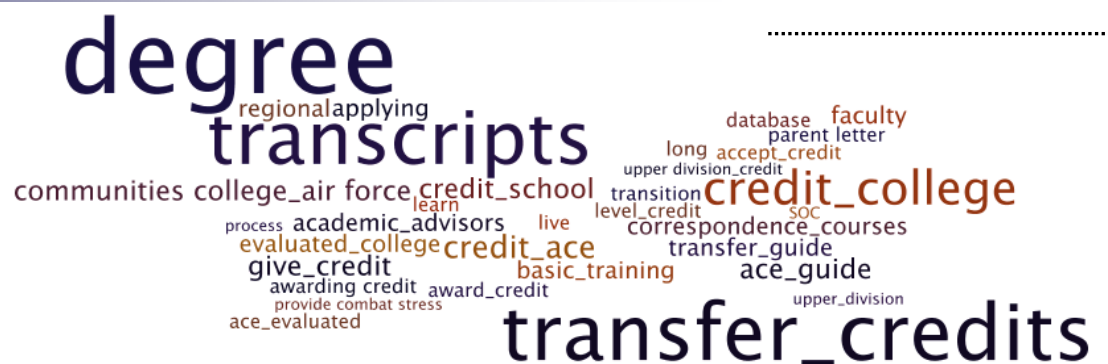 degree
regional applying
transcripts
database faculty
parent letter
long accept_credit
upper division_credit
communities college_air force credit_school transition credit_college
learn level_credit SOC
process academic_advisors live correspondence_courses
evaluated_college credit_ace transfer_guide
give_credit basic_training ace_guide
awarding credit award_credit
provide combat stress upper_division
ace_evaluated
transfer_credits